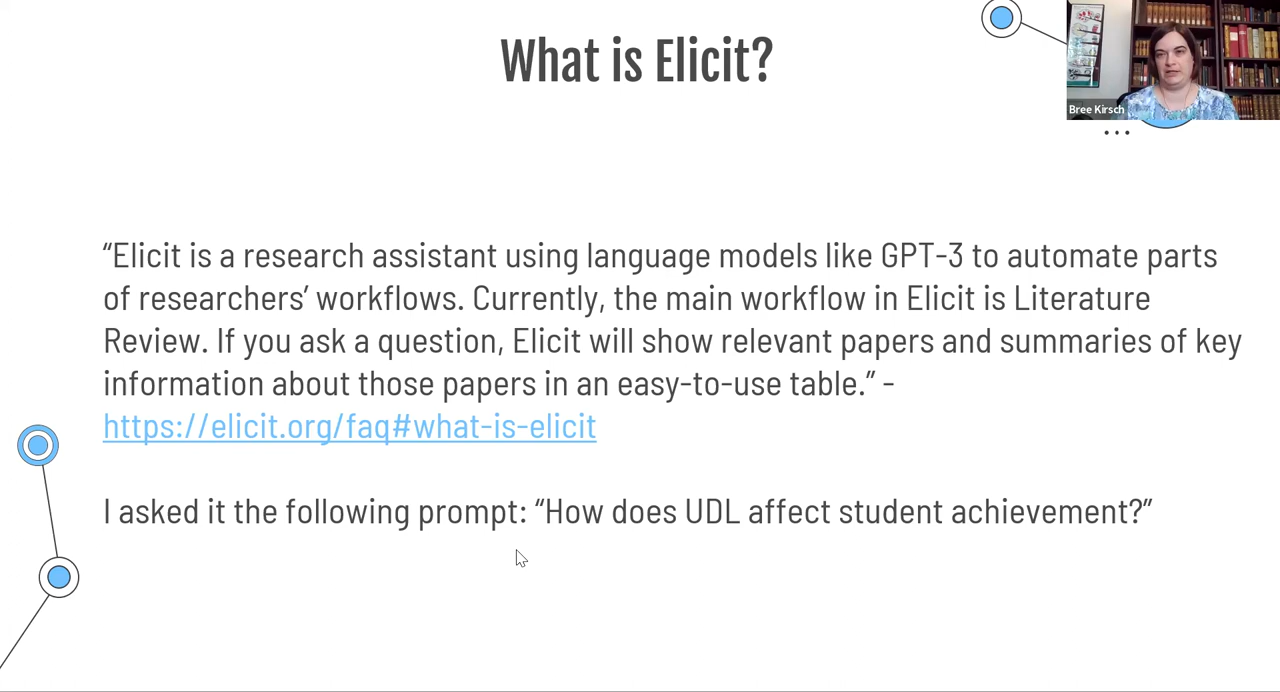 What is Elicit?
Bree Kirsch
“Elicit is a research assistant using language models like GPT-3 to automate parts
of researchers’ workflows. Currently, the main workflow in Elicit is Literature
Review. If you ask a question, Elicit will show relevant papers and summaries of key
information about those papers in an easy-to-use table.” -
https://elicit.org/faq#what-is-elicit
I asked it the following prompt: “How does UDL affect student achievement?”